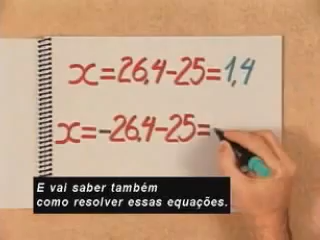 x=26,4-25=1,4
x=-26,4-25=
E vai saber também
como resolver essas equações.